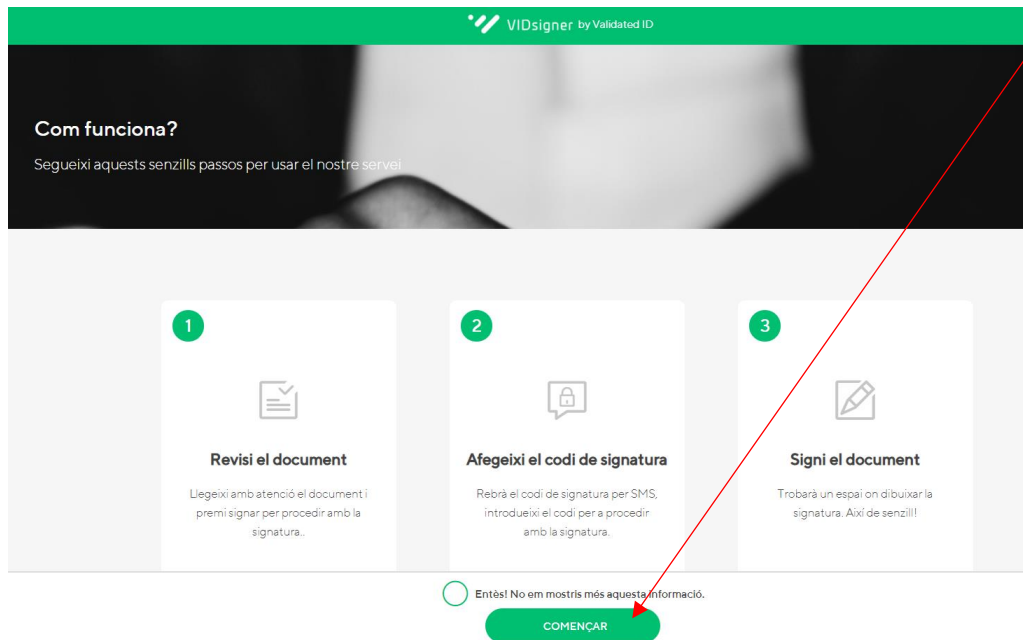 VIDsigner by Validated ID
Com funciona?
Segueixi aquests senzills passos per usar el nostre servei
1
2
3
Revisi el document
Llegeixi amb atenció el document i
premi signar per procedir amb la
signatura..
Afegeixi el codi de signatura
Rebrà el codi de signatura per SMS,
introdueixi el codi per a procedir
amb la signatura.
Signi el document
Trobarà un espai on dibuixar la
signatura. Així de senzill!
Entès! No em mostris més aquesta informació.
COMENÇAR